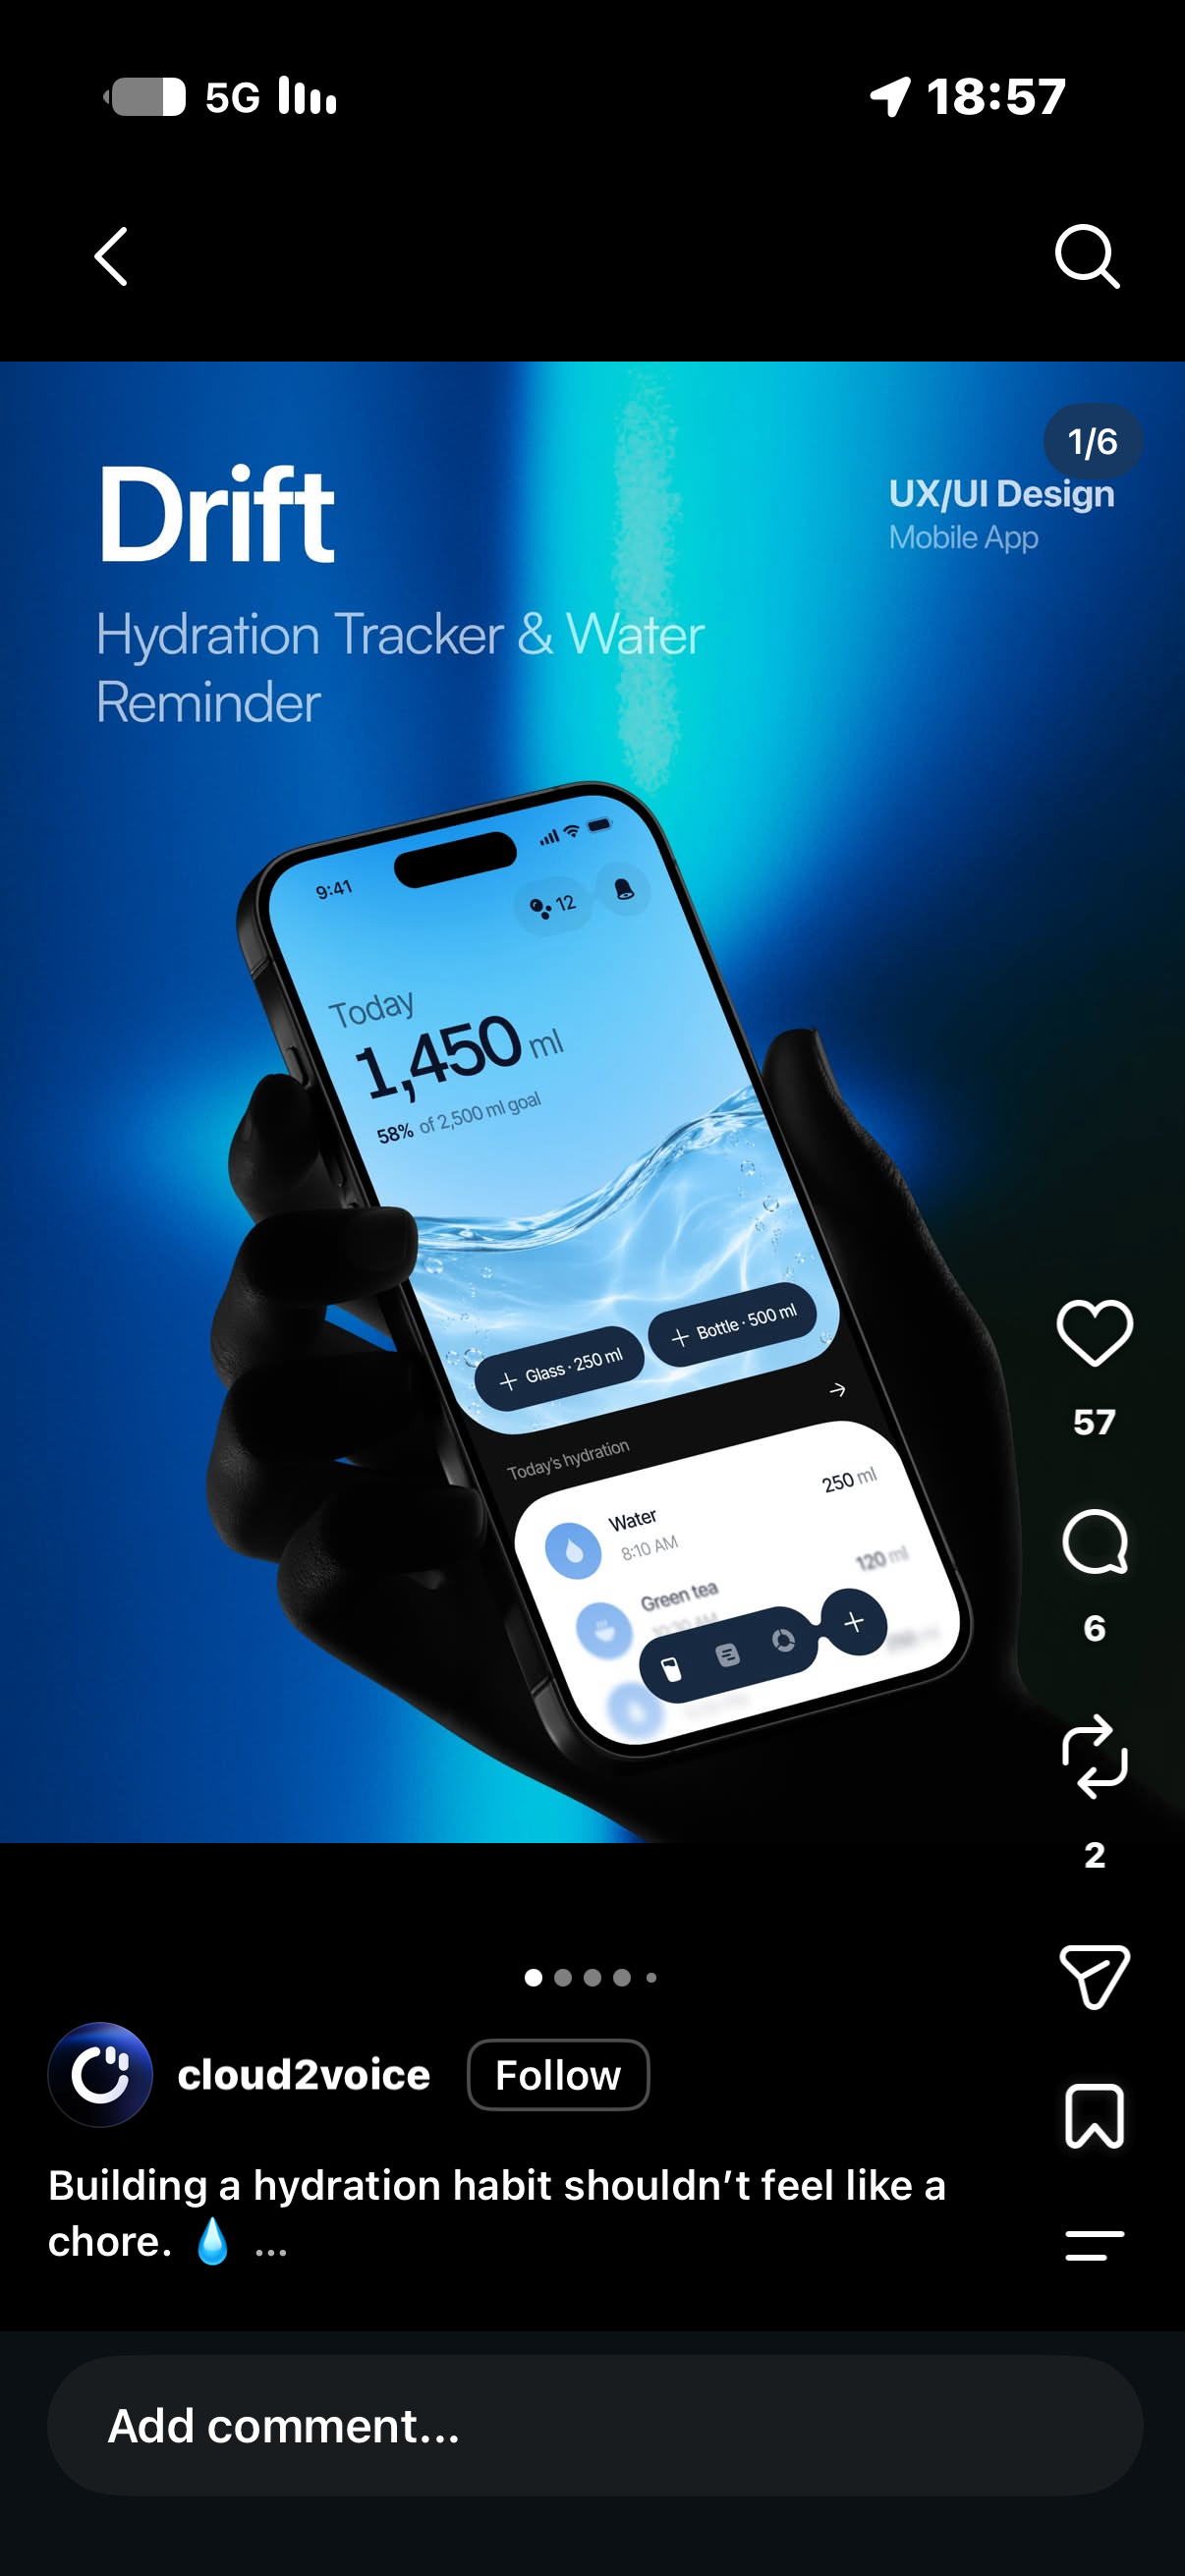 5G
18:57
1/6
Drift
UX/UI Design
Mobile App
Hydration Tracker & Water
Reminder
9:41
12
Today
1,450 ml
58% of 2,500 ml goal
+ Glass · 250 ml
+ Bottle · 500 ml
Today's hydration
Water
250 ml
8:10 AM
Green tea
120 ml
10:30 AM
57
6
2
cloud2voice
Follow
Building a hydration habit shouldn't feel like a
chore. 💧 ...
Add comment...